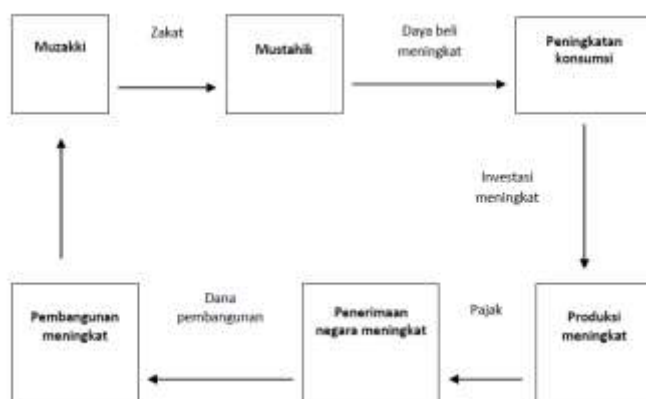 Muzakki
Zakat
Mustahik
Daya beli
meningkat
Peningkatan
konsumsi
Investasi
meningkat
Pembangunan
meningkat
Dana
pembangunan
Penerimaan
negara meningkat
Pajak
Produksi
meningkat